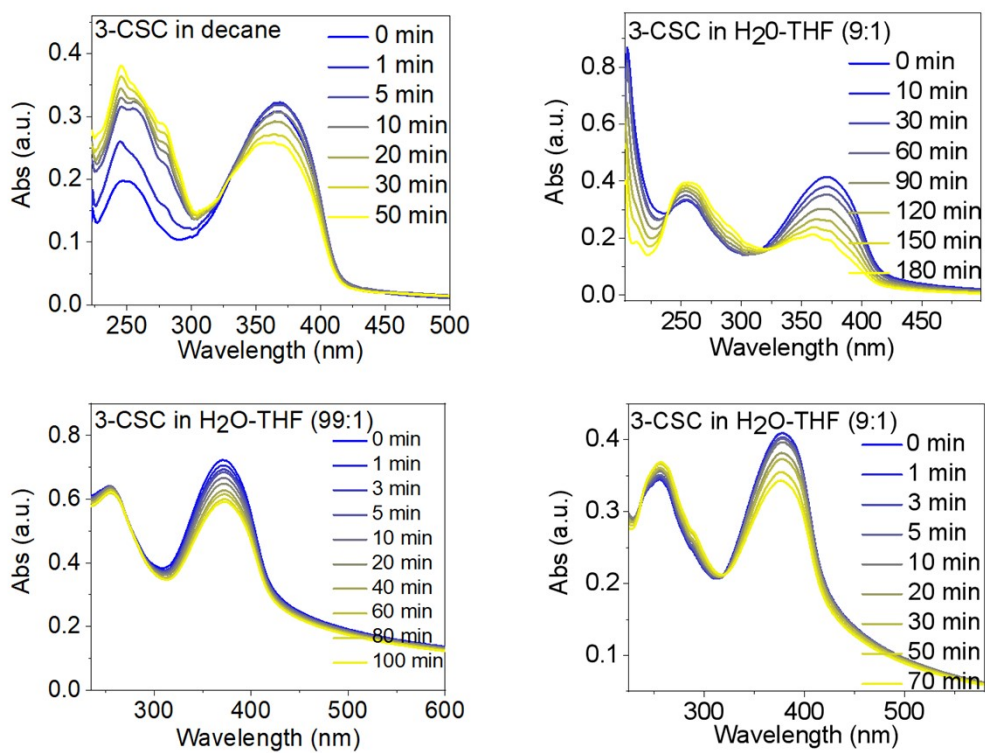 3-CSC in decane
0 min
1 min
5 min
10 min
20 min
30 min
50 min
Abs (a.u.)
0.4
0.3
0.2
0.1
0.0
250 300 350 400 450 500
Wavelength (nm)
3-CSC in H20-THF (9:1)
0 min
10 min
30 min
60 min
90 min
120 min
150 min
180 min
Abs (a.u.)
0.8
0.6
0.4
0.2
0.0
250 300 350 400 450
Wavelength (nm)
3-CSC in H2O-THF (99:1)
0 min
1 min
3 min
5 min
10 min
20 min
40 min
60 min
80 min
100 min
Abs (a.u.)
0.8
0.6
0.4
0.2
0.0
300 400 500 600
Wavelength (nm)
3-CSC in H2O-THF (9:1)
0 min
1 min
3 min
5 min
10 min
20 min
30 min
50 min
70 min
Abs (a.u.)
0.4
0.3
0.2
0.1
300 400 500
Wavelength (nm)